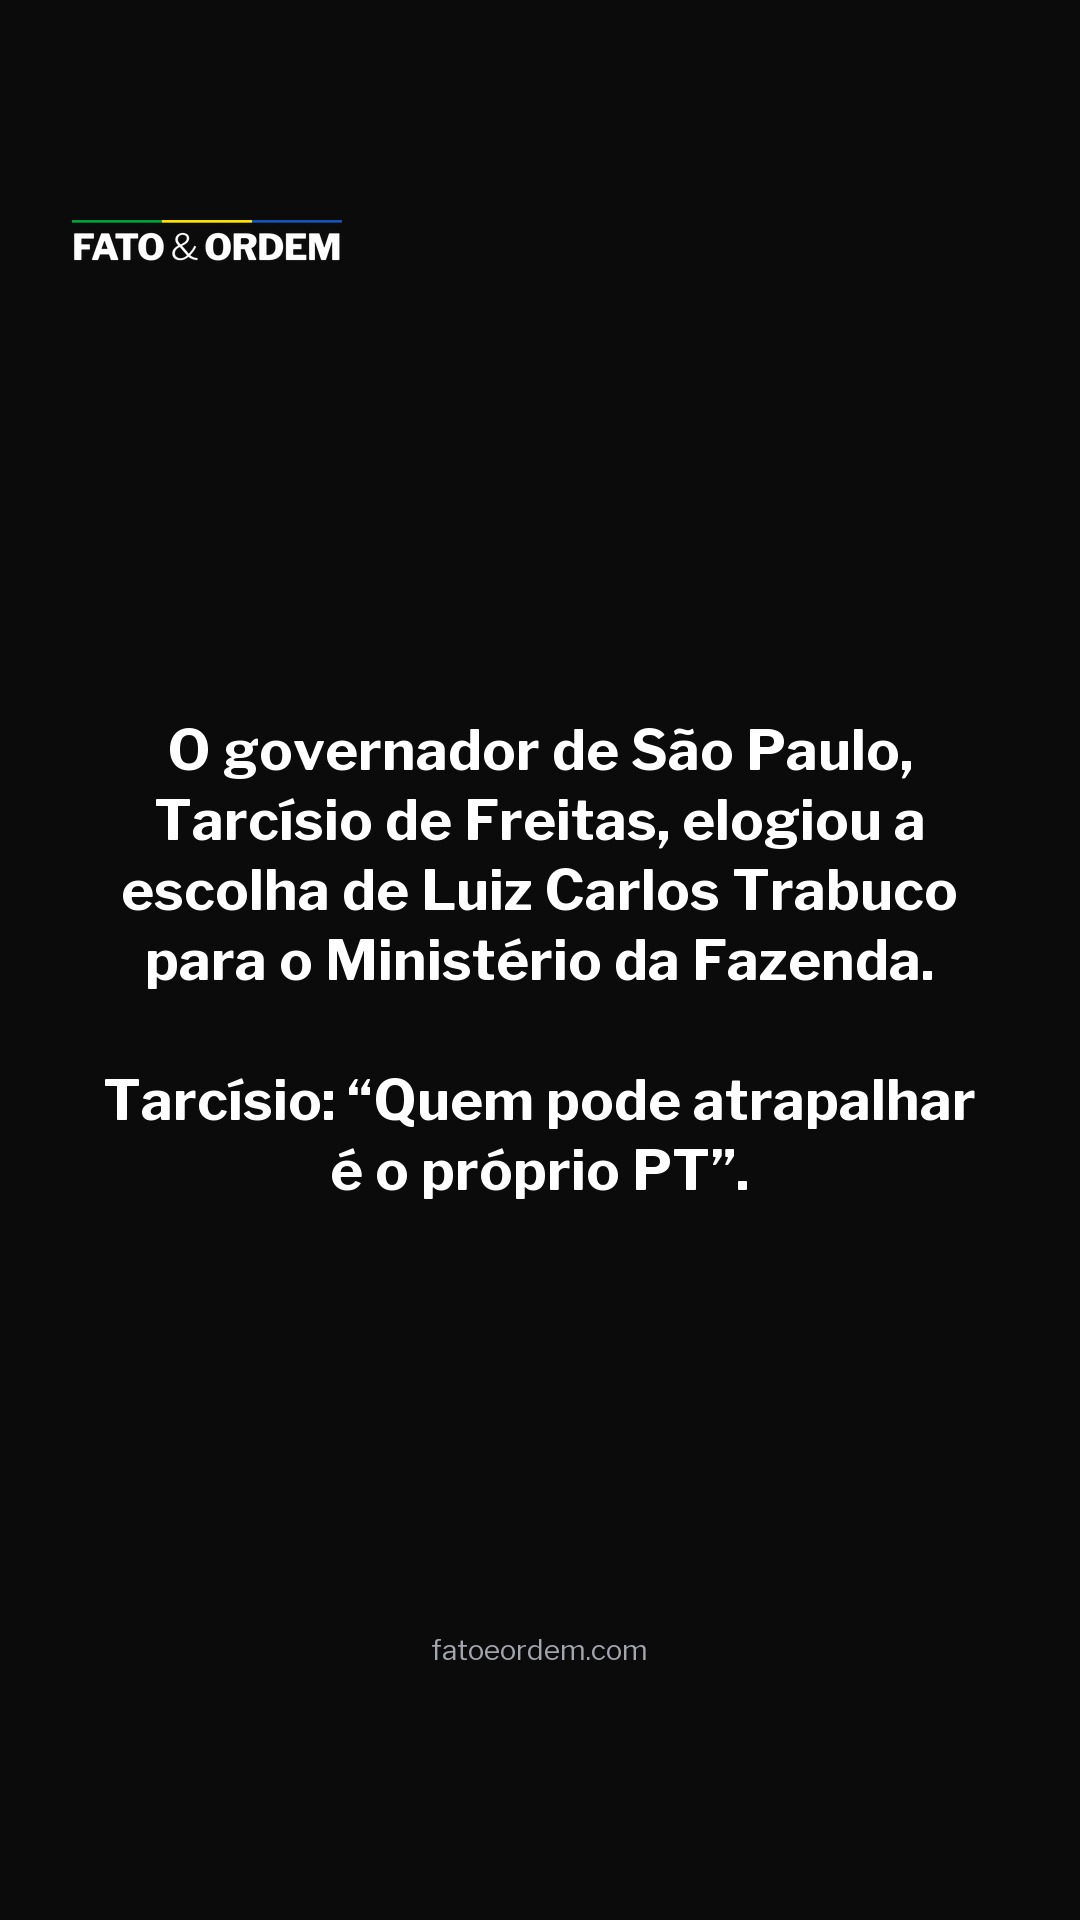 FATO & ORDEM
O governador de São Paulo,
Tarcísio de Freitas, elogiou a
escolha de Luiz Carlos Trabuco
para o Ministério da Fazenda.
Tarcísio: “Quem pode atrapalhar
é o próprio PT”.
fatoeordem.com